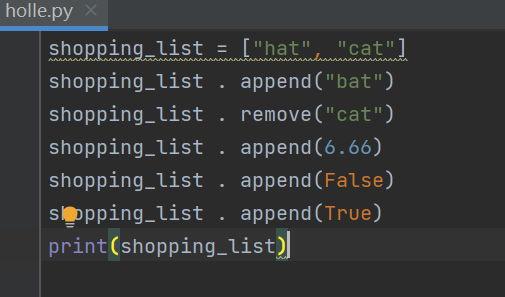 holle.py
shopping_list = ["hat", "cat"]
shopping_list . append("bat")
shopping_list . remove("cat")
shopping_list . append(6.66)
shopping_list . append(False)
shopping_list . append(True)
print(shopping_list)